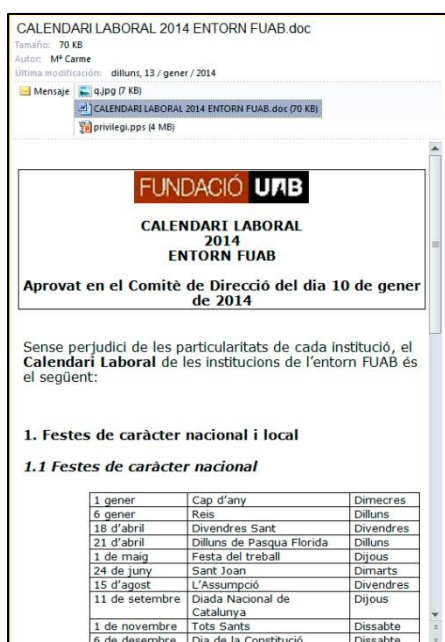 CALENDARI LABORAL 2014 ENTORN FUAB.doc
Tamaño: 70 KB
Autor: Mª Carme
Última modificación: dilluns, 13 / gener / 2014
Mensaje q.jpg (7 KB)
CALENDARI LABORAL 2014 ENTORN FUAB.doc (70 KB)
privilegi.pps (4 MB)
FUNDACIÓ UAB
CALENDARI LABORAL
2014
ENTORN FUAB
Aprovat en el Comitè de Direcció del dia 10 de gener
de 2014
Sense perjudici de les particularitats de cada institució, el
Calendari Laboral de les institucions de l’entorn FUAB és
el següent:
1. Festes de caràcter nacional i local
1.1 Festes de caràcter nacional
1 gener Cap d’any Dimecres
6 gener Reis Dilluns
18 d’abril Divendres Sant Divendres
21 d’abril Dilluns de Pasqua Florida Dilluns
1 de maig Festa del treball Dijous
24 de juny Sant Joan Dimarts
15 d’agost L’Assumpció Divendres
11 de setembre Diada Nacional de Dijous
Catalunya
1 de novembre Tots Sants Dissabte
6 de desembre Dia de la Constitució Dissabte